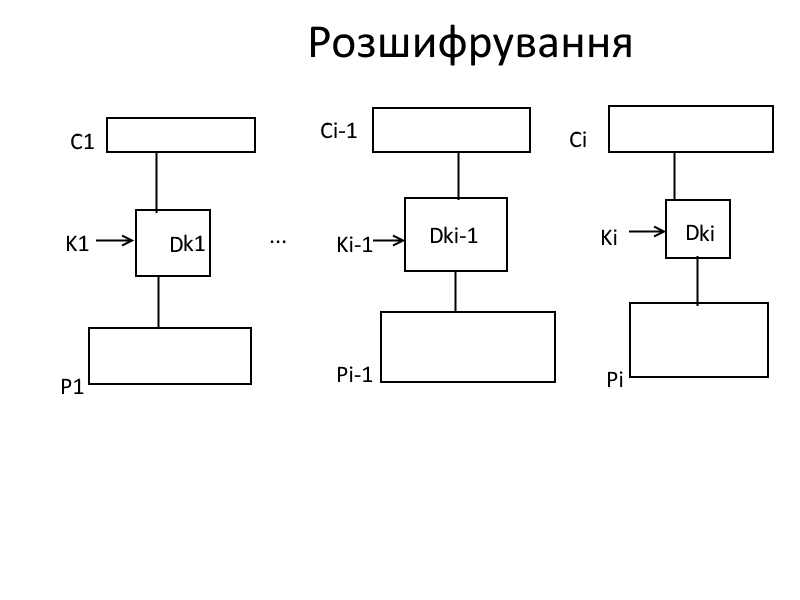 Розшифрування
C1
Ci-1
Ci
K1
Dk1
...
Ki-1
Dki-1
Ki
Dki
P1
Pi-1
Pi